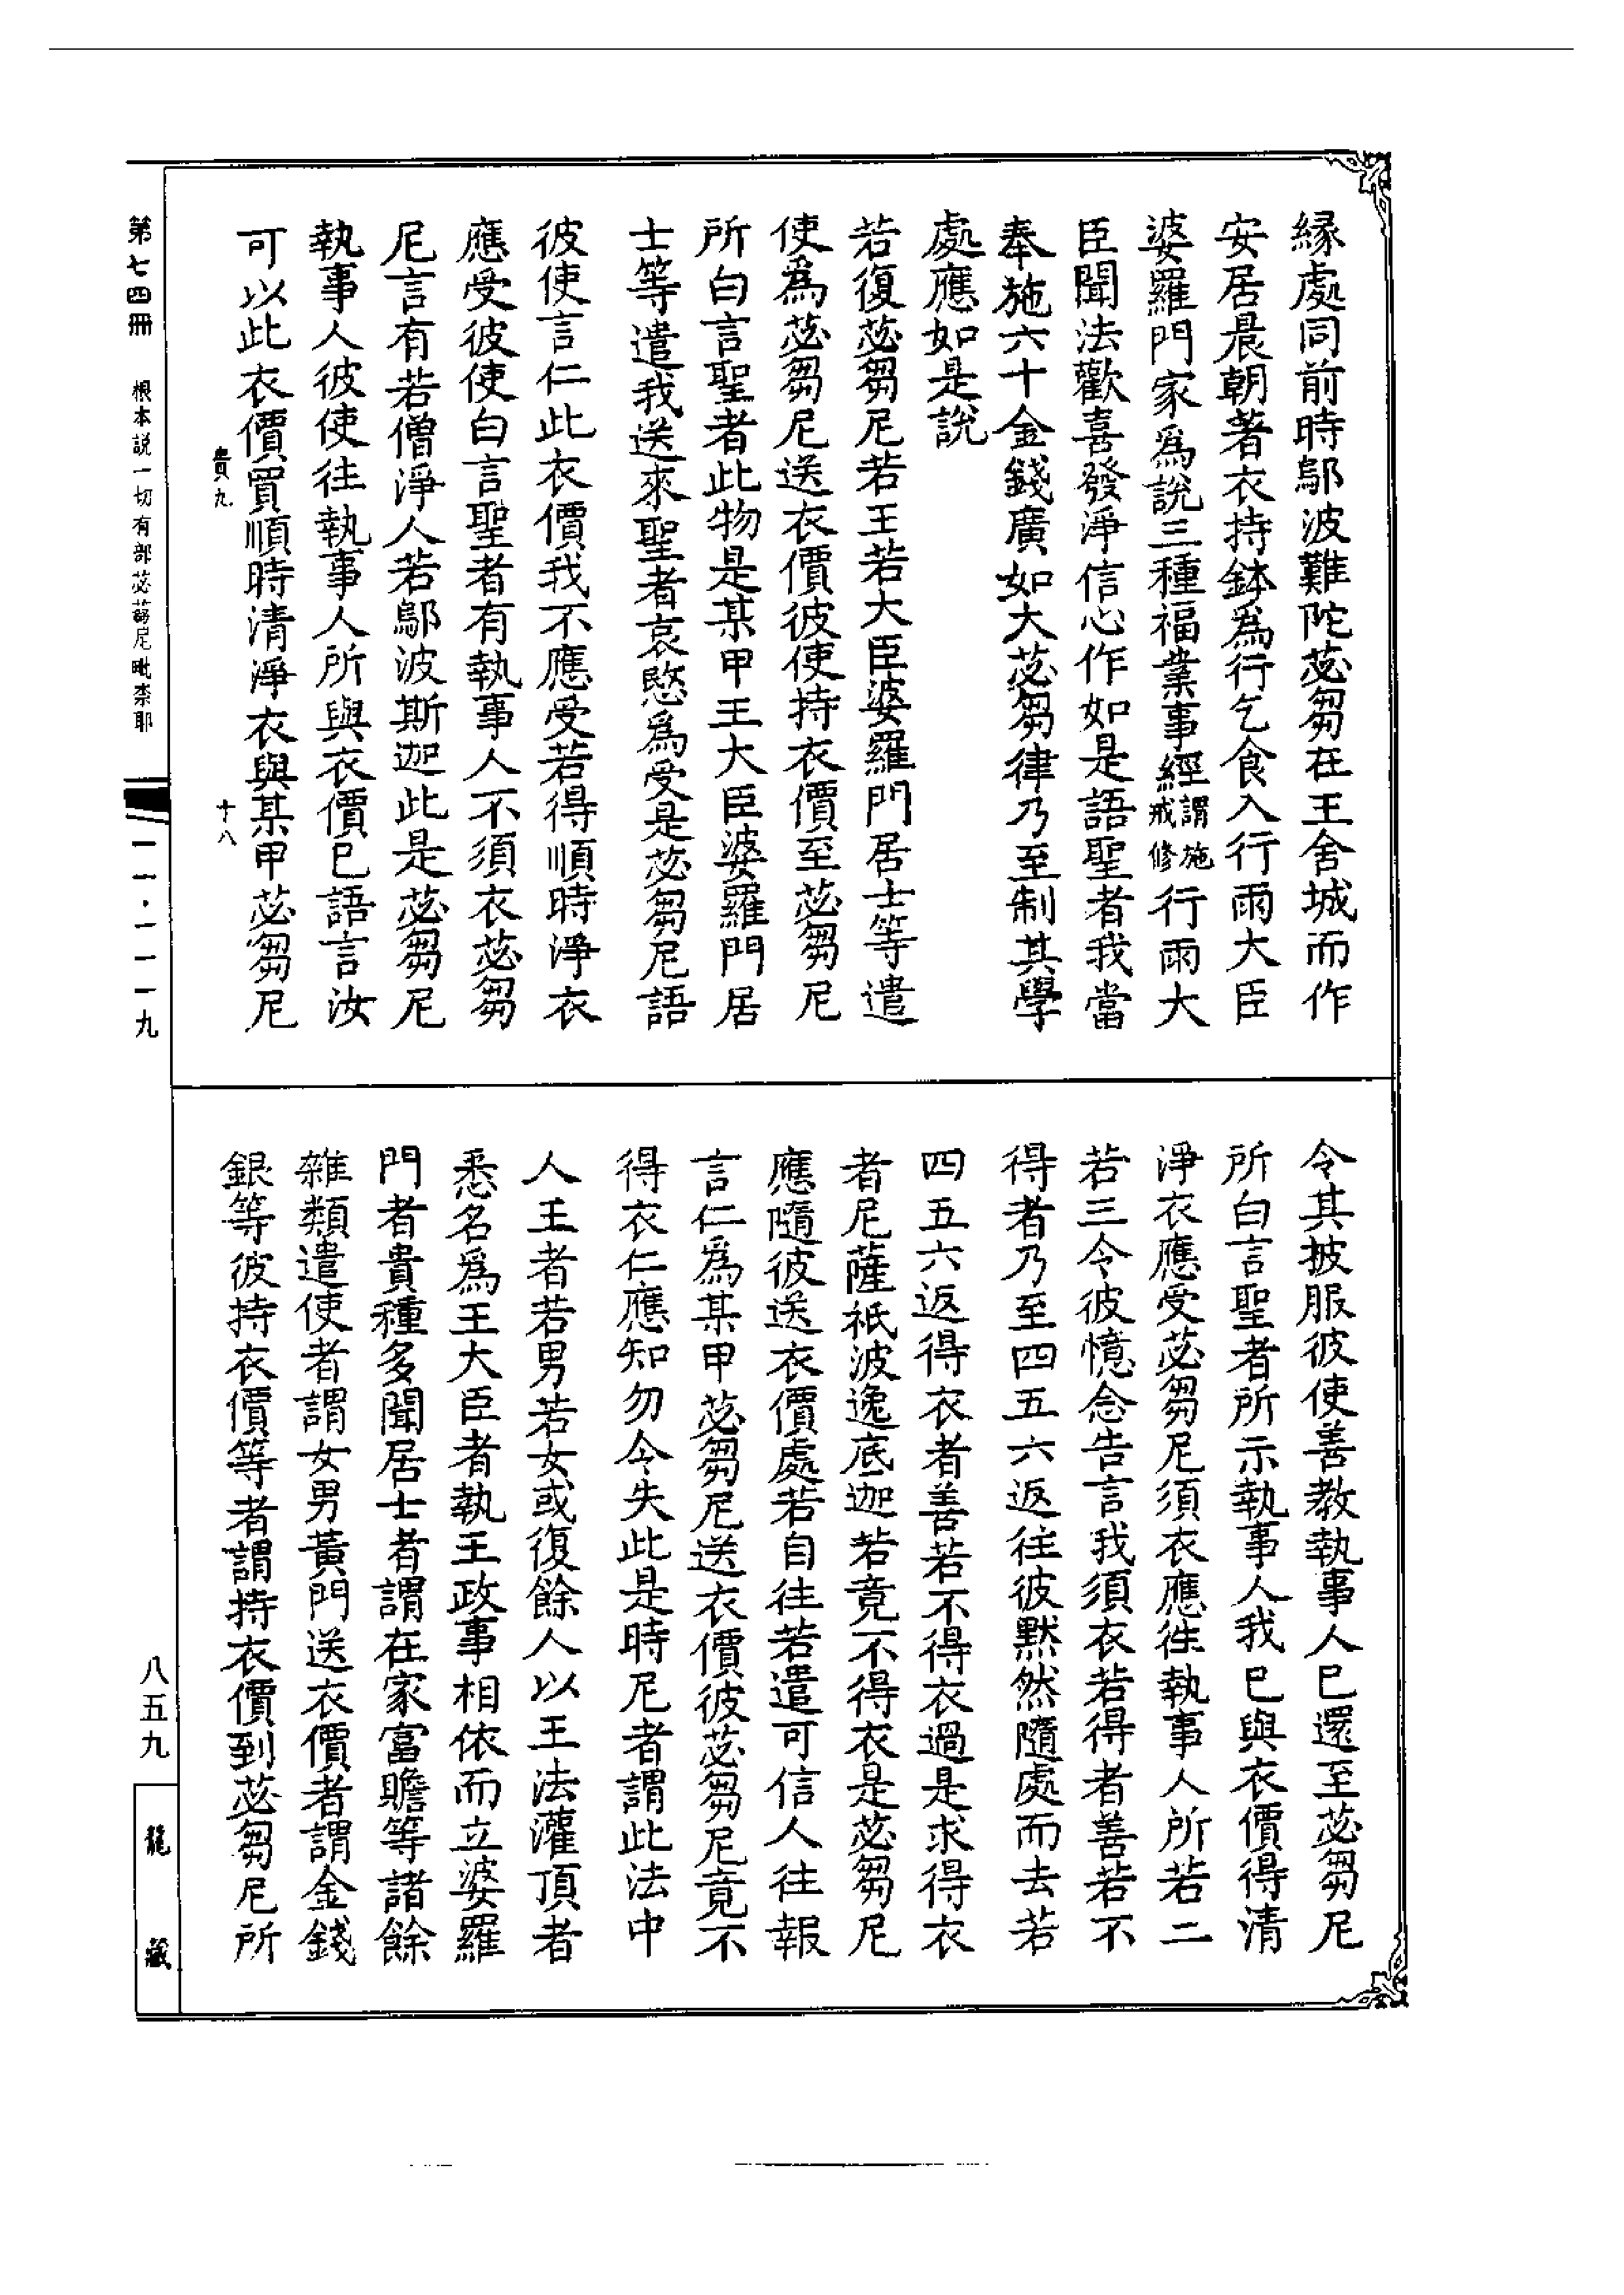 緣處同前時鄔波難陀苾芻在王舍城而作
安居晨朝著衣持鉢為行乞食入行雨大臣
婆羅門家爲說三種福業事經謂施戒修行雨大
臣聞法歡喜發淨信心作如是語聖者我當
奉施六十金錢廣如大苾芻律乃至制其學
處應如是說
若復苾芻尼若王若大臣婆羅門居士等遣
使爲苾芻尼送衣價彼使持衣價至苾芻尼
所白言聖者此物是某甲王大臣婆羅門居
士等遣我送來聖者哀愍爲受是苾芻尼語
彼使言仁此衣價我不應受若得順時淨衣
應受彼使白言聖者有執事人不須衣苾芻
尼言有若僧淨人若鄔波斯迦此是苾芻尼
執事人彼使往執事人所與衣價已語言汝
可以此衣價買順時清淨衣與某甲苾芻尼
貴九 十八
令其披服彼使善教執事人已還至苾芻尼
所白言聖者所示執事人我已與衣價得清
淨衣應受苾芻尼須衣應往執事人所若二
若三令彼憶念告言我須衣若得者善若不
得者乃至四五六返往彼默然隨處而去若
四五六返得衣者善若不得衣過是求得衣
者尼薩祇波逸底迦若竟不得衣是苾芻尼
應隨彼送衣價處若自往若遣可信人往報
言仁爲某甲苾芻尼送衣價彼苾芻尼竟不
得衣仁應知勿令失此是時尼者謂此法中
人王者若男若女或復餘人以王法灌頂者
悉名爲王大臣者執王政事相依而立婆羅
門者貴種多聞居士者謂在家富贍等諸餘
雜類遣使者謂女男黃門送衣價者謂金錢
銀等彼持衣價等者謂持衣價到苾芻尼所
第七四冊 根本説一切有部苾蒭尼毗柰耶
一一·一一一九
八五九
龍藏